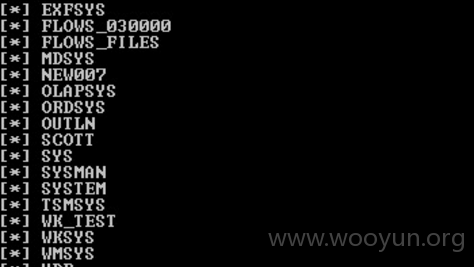 [*] EXFSYS
[*] FLOWS_030000
[*] FLOWS_FILES
[*] MDSYS
[*] NEW007
[*] OLAPSYS
[*] ORDSYS
[*] OUTLN
[*] SCOTT
[*] SYS
[*] SYSMAN
[*] SYSTEM
[*] TSMSYS
[*] WK_TEST
[*] WKSYS
[*] WMSYS
www.wooyun.org